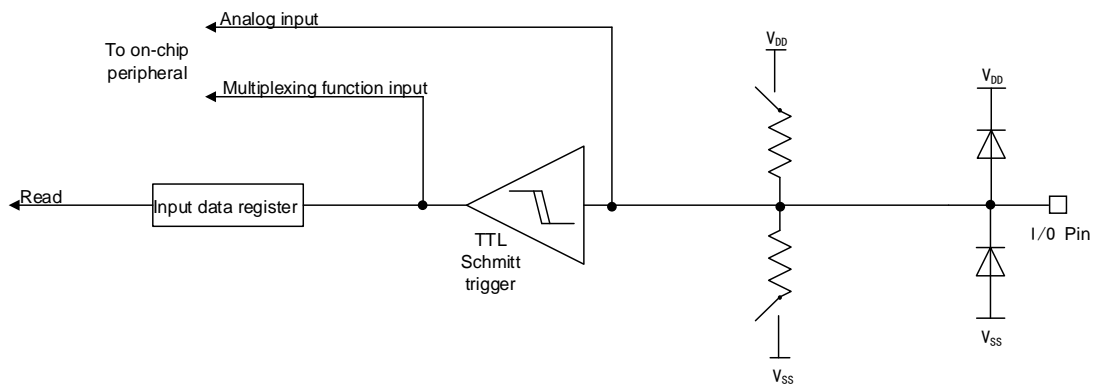 Analog input
To on-chip
peripheral
Multiplexing function input
Read
Input data register
TTL
Schmitt
trigger
VDD
VSS
VDD
VSS
I/O Pin